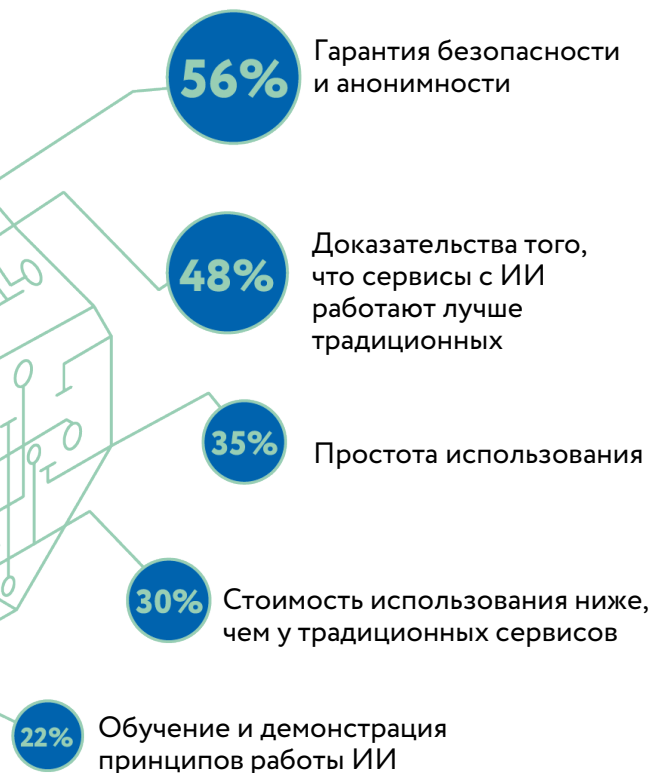 56%
Гарантия безопасности
и анонимности
48%
Доказательства того,
что сервисы с ИИ
работают лучше
традиционных
35%
Простота использования
30%
Стоимость использования ниже,
чем у традиционных сервисов
22%
Обучение и демонстрация
принципов работы ИИ